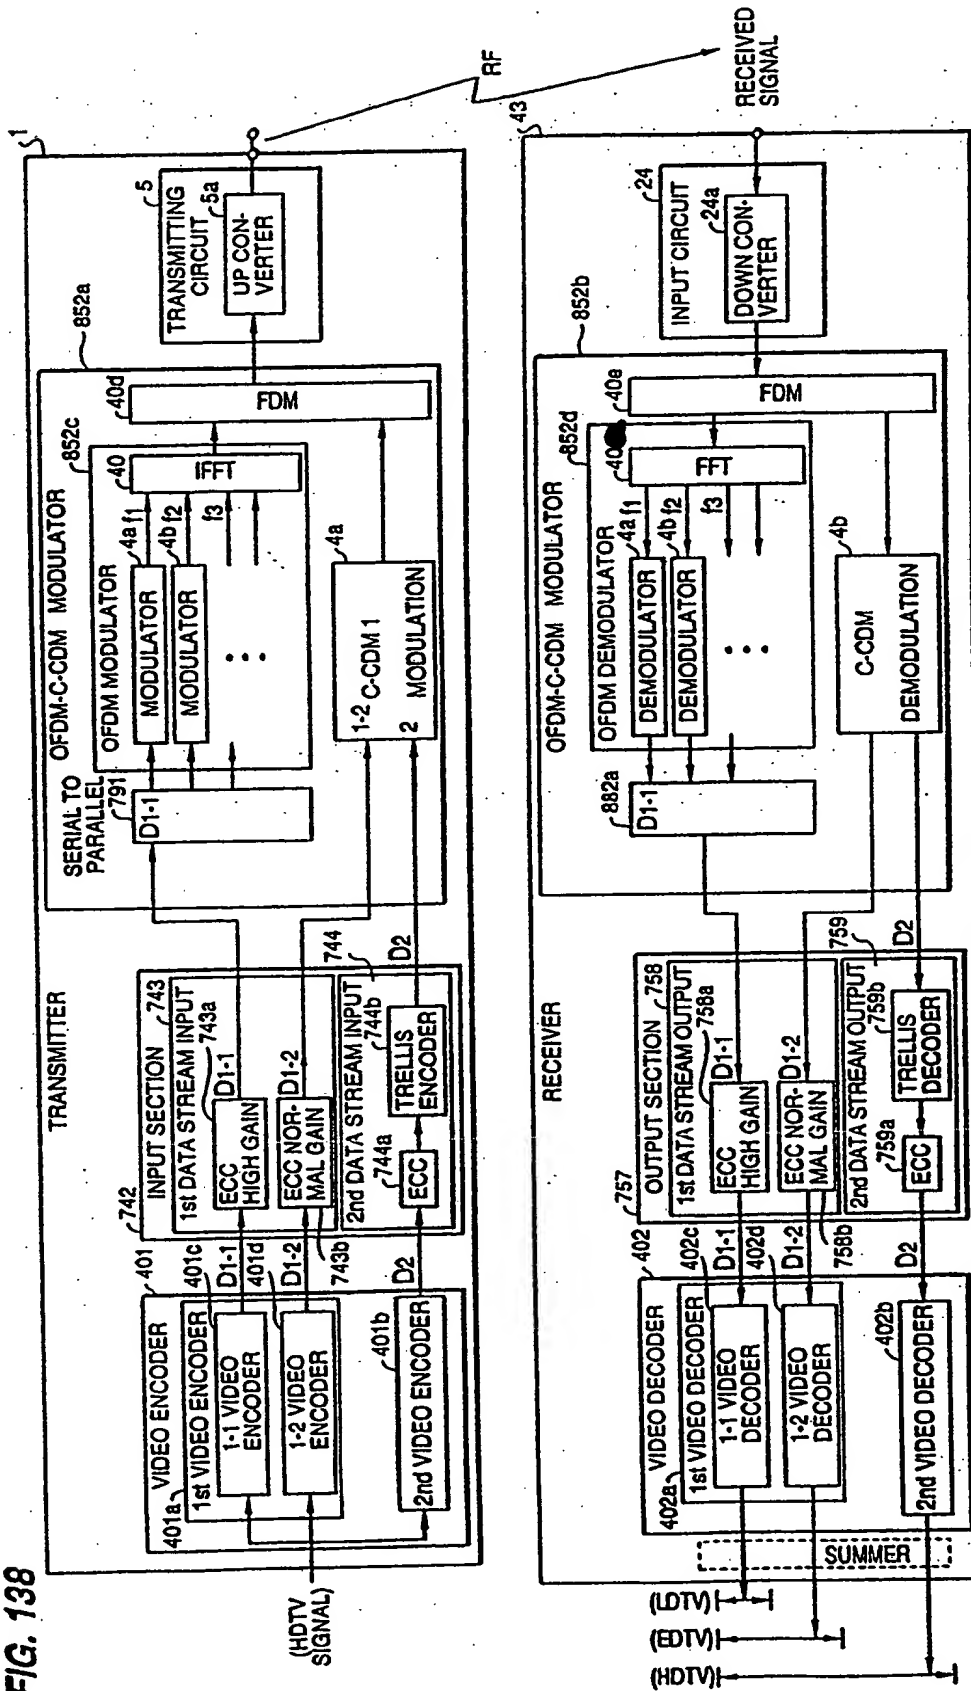 FIG. 138
TRANSMITTER
1
(HDTV
SIGNAL)
VIDEO ENCODER
401
401a
1st VIDEO ENCODER
401c
1-1 VIDEO
ENCODER
401d
1-2 VIDEO
ENCODER
401b
2nd VIDEO ENCODER
D1-1
D1-2
D2
742
INPUT SECTION
743
1st DATA STREAM INPUT
743a
ECC
HIGH GAIN
D1-1
ECC NOR-
MAL GAIN
D1-2
743b
2nd DATA STREAM INPUT
744
744a
ECC
744b
TRELLIS
ENCODER
D2
SERIAL TO
PARALLEL
791
D1-1
OFDM-C-CDM MODULATOR
852a
OFDM MODULATOR
852c
MODULATOR
4a
f1
MODULATOR
4b
f2
f3
40
IFFT
1-2
C-CDM 1
2
MODULATION
4a
40d
FDM
TRANSMITTING
CIRCUIT
5
5a
UP CON-
VERTER
RF
RECEIVED
SIGNAL
RECEIVER
43
(LDTV)
(EDTV)
(HDTV)
SUMMER
VIDEO DECODER
402
402a
1st VIDEO DECODER
402c
1-1 VIDEO
DECODER
402d
1-2 VIDEO
DECODER
402b
2nd VIDEO DECODER
D1-1
D1-2
D2
757
OUTPUT SECTION
758
1st DATA STREAM OUTPUT
758a
ECC
HIGH GAIN
D1-1
ECC NOR-
MAL GAIN
D1-2
758b
2nd DATA STREAM OUTPUT
759
759a
ECC
759b
TRELLIS
DECODER
D2
882a
D1-1
OFDM-C-CDM MODULATOR
852b
OFDM DEMODULATOR
852d
DEMODULATOR
4a
f1
DEMODULATOR
4b
f2
f3
FFT
C-CDM
DEMODULATION
4b
40e
FDM
INPUT CIRCUIT
24
24a
DOWN CON-
VERTER